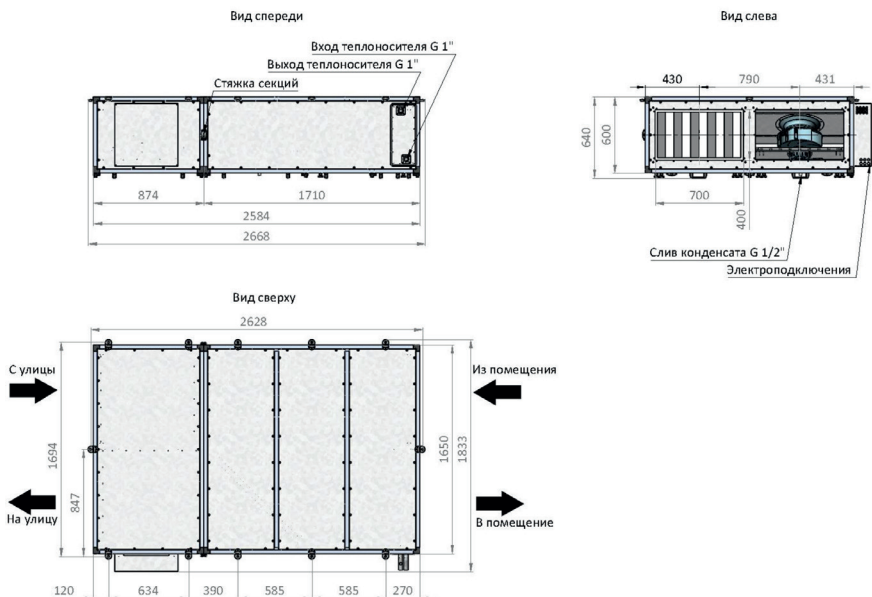 Вид спереди
Вход теплоносителя G 1"
Выход теплоносителя G 1"
Стяжка секций
874
1710
2584
2668
Вид слева
430
790
431
640
600
700
400
Слив конденсата G 1/2"
Электроподключения
Вид сверху
2628
С улицы
Из помещения
1694
847
1650
1833
На улицу
В помещение
120
634
390
585
585
270